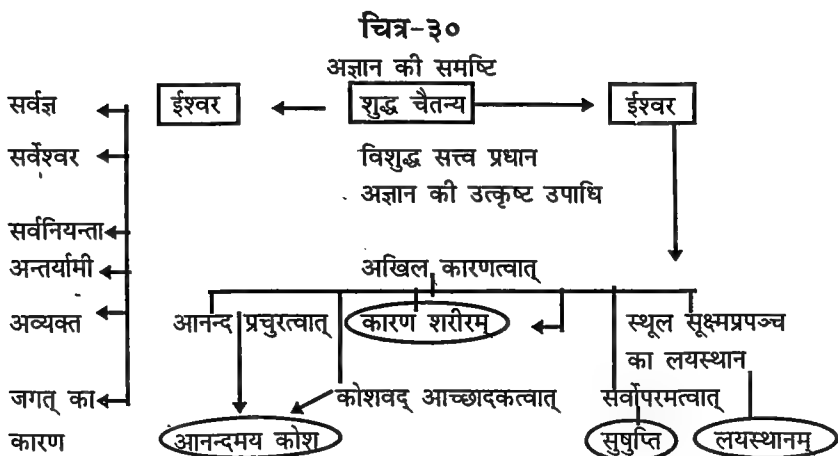 चित्र-३०
अज्ञान की समष्टि
सर्वज्ञ ईश्वर शुद्ध चैतन्य ईश्वर
सर्वेश्वर विशुद्ध सत्त्व प्रधान
अज्ञान की उत्कृष्ट उपाधि
सर्वनियन्ता
अन्तर्यामी अखिल कारणत्वात्
अव्यक्त आनन्द प्रचुरत्वात् कारण शरीरम् स्थूल सूक्ष्मप्रपञ्च
का लयस्थान
जगत् का कोशवद् आच्छादकत्वात् सर्वोपरमत्वात्
कारण आनन्दमय कोश सुषुप्ति लयस्थानम्